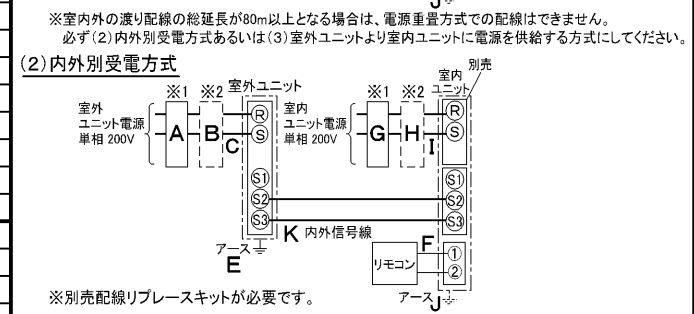 ※室内外の渡り配線の総延長が80m以上となる場合は、電源重畳方式での配線はできません。
必ず(2)内外別受電方式あるいは(3)室外ユニットより室内ユニットに電源を供給する方式にしてください。
(2)内外別受電方式
室外ユニット
※1 ※2
室外
ユニット電源
単相 200V
A
B
C
R
S
S1
S2
S3
アース
E
室内
ユニット
別売
※1 ※2
室内
ユニット電源
単相 200V
G
H
I
R
S
S1
S2
S3
K 内外信号線
リモコン
F
①
②
アース
J
※別売配線リプレースキットが必要です。